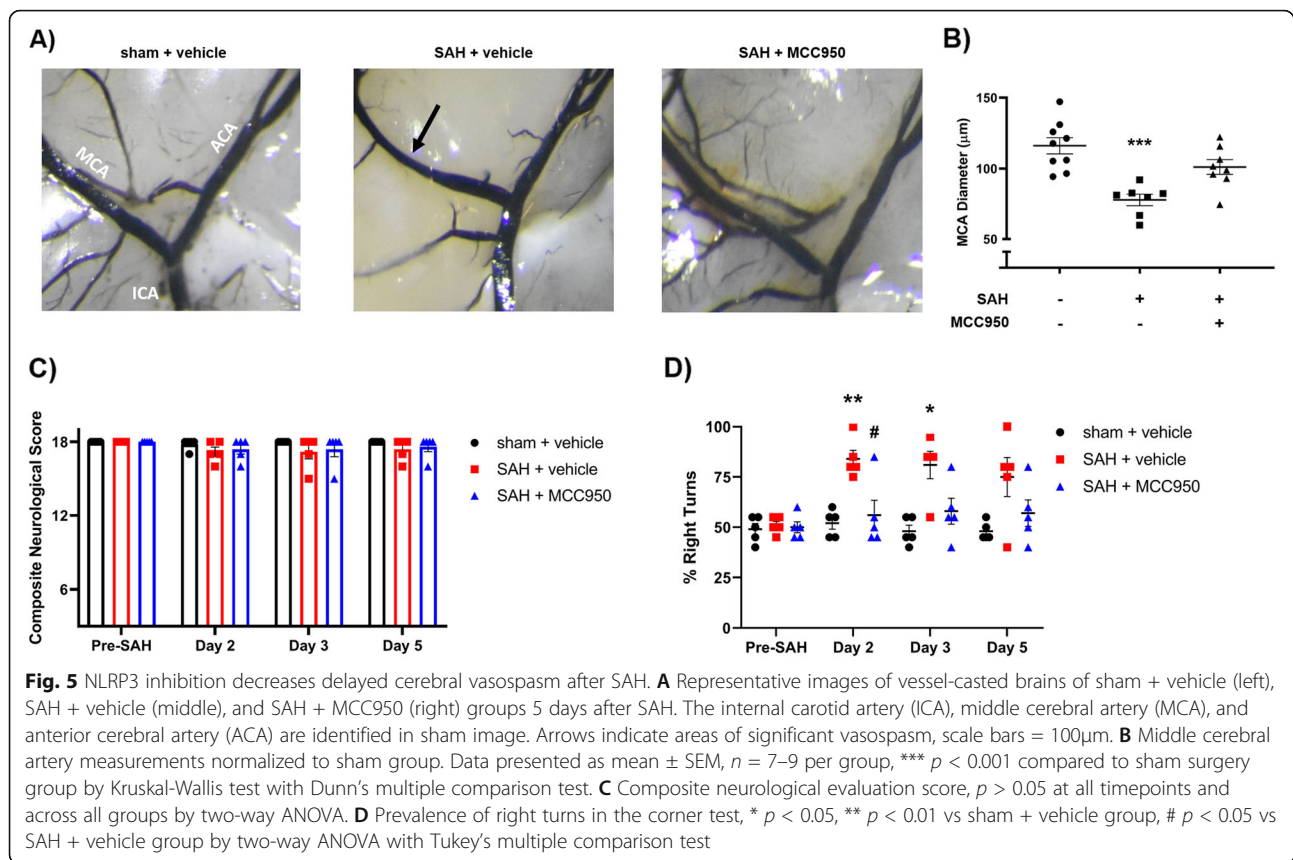 A)
sham + vehicle
SAH + vehicle
SAH + MCC950
MCA
ACA
ICA
B)
MCA Diameter (μm)
150
100
50
***
SAH - + +
MCC950 - - +
C)
Composite Neurological Score
18
12
6
Pre-SAH Day 2 Day 3 Day 5
sham + vehicle
SAH + vehicle
SAH + MCC950
D)
% Right Turns
100
75
50
25
0
**
#
*
Pre-SAH Day 2 Day 3 Day 5
sham + vehicle
SAH + vehicle
SAH + MCC950
Fig. 5 NLRP3 inhibition decreases delayed cerebral vasospasm after SAH. A Representative images of vessel-casted brains of sham + vehicle (left),
SAH + vehicle (middle), and SAH + MCC950 (right) groups 5 days after SAH. The internal carotid artery (ICA), middle cerebral artery (MCA), and
anterior cerebral artery (ACA) are identified in sham image. Arrows indicate areas of significant vasospasm, scale bars = 100μm. B Middle cerebral
artery measurements normalized to sham group. Data presented as mean ± SEM, n = 7–9 per group, *** p < 0.001 compared to sham surgery
group by Kruskal-Wallis test with Dunn's multiple comparison test. C Composite neurological evaluation score, p > 0.05 at all timepoints and
across all groups by two-way ANOVA. D Prevalence of right turns in the corner test, * p < 0.05, ** p < 0.01 vs sham + vehicle group, # p < 0.05 vs
SAH + vehicle group by two-way ANOVA with Tukey's multiple comparison test